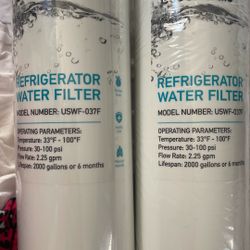 REFRIGERATOR
WATER FILTER
MODEL NUMBER: USWF-037F
OPERATING PARAMETERS:
Temperature: 33°F - 100°F
Pressure: 30-100 psi
Flow Rate: 2.25 gpm
Lifespan: 2000 gallons or 6 months
REFRIGERATOR
WATER FILTER
MODEL NUMBER: USWF-037F
OPERATING PARAMETERS:
Temperature: 33°F - 100°F
Pressure: 30-100 psi
Flow Rate: 2.25 gpm
Lifespan: 2000 gallons or 6 months